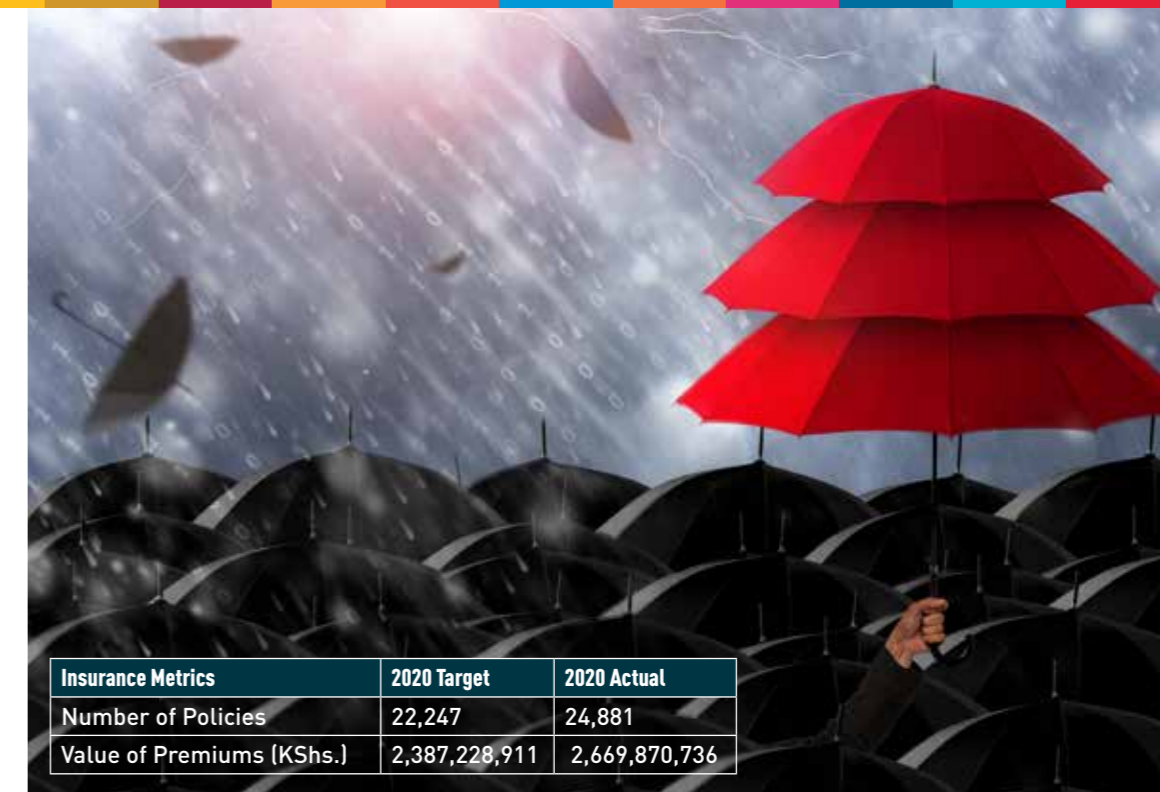 Insurance Metrics 2020 Target 2020 Actual
Number of Policies 22,247 24,881
Value of Premiums (KShs.) 2,387,228,911 2,669,870,736